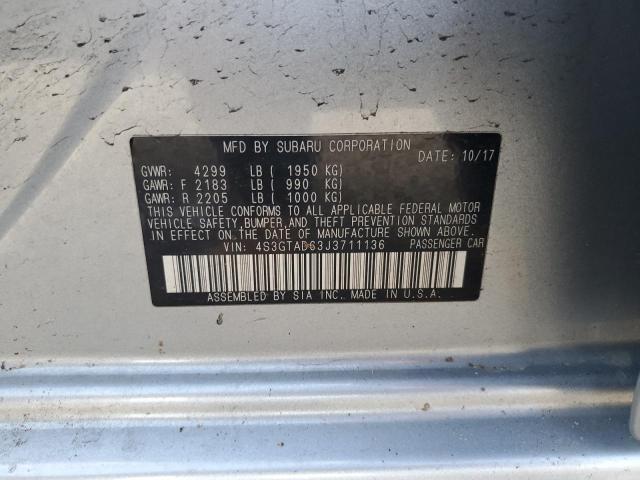 MFD BY SUBARU CORPORATION
DATE: 10/17
GVWR: 4299 LB ( 1950 KG)
GAWR: F 2183 LB ( 990 KG)
GAWR: R 2205 LB ( 1000 KG)
THIS VEHICLE CONFORMS TO ALL APPLICABLE FEDERAL MOTOR
VEHICLE SAFETY, BUMPER, AND THEFT PREVENTION STANDARDS
IN EFFECT ON THE DATE OF MANUFACTURE SHOWN ABOVE.
VIN: 4S3GTAD63J3711136 PASSENGER CAR
ASSEMBLED BY SIA INC. MADE IN U.S.A.